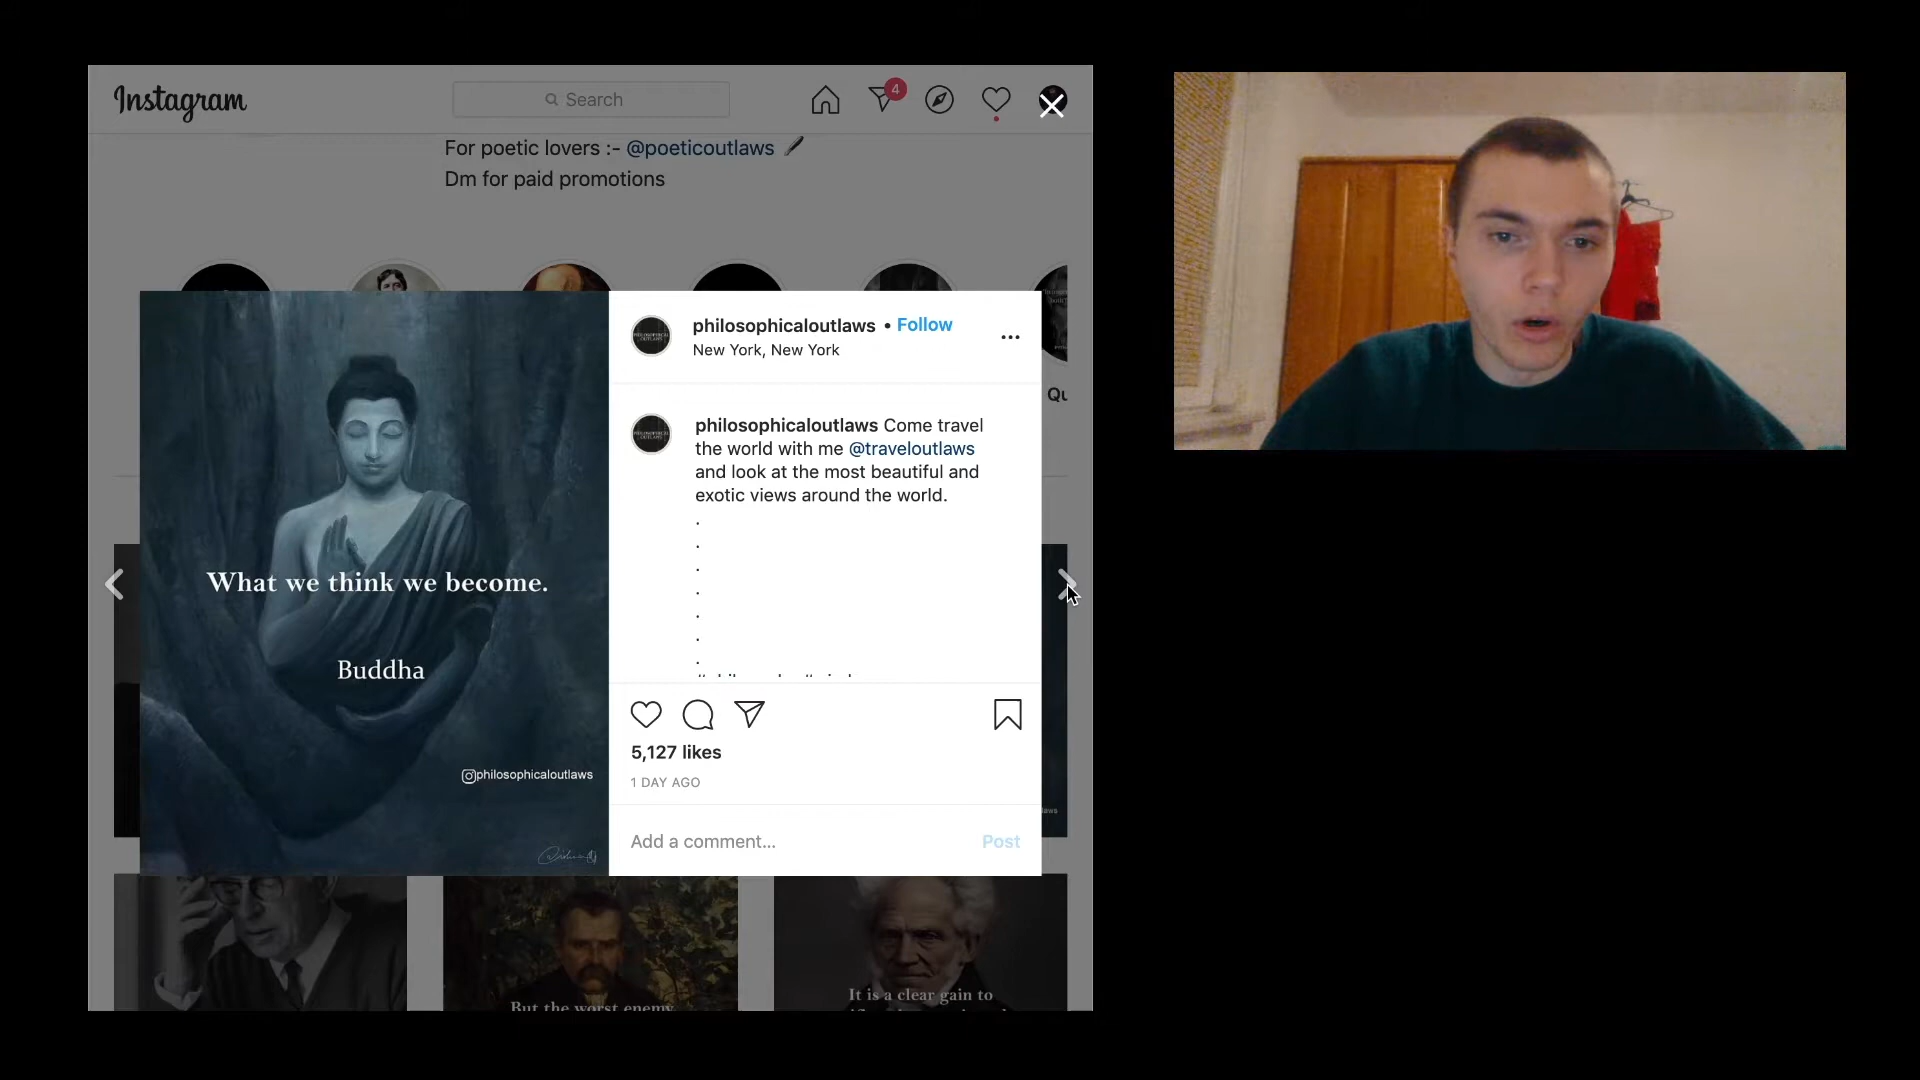 Instagram
Search
4
For poetic lovers :- @poeticoutlaws
Dm for paid promotions
philosophicaloutlaws • Follow
New York, New York
philosophicaloutlaws Come travel
the world with me @traveloutlaws
and look at the most beautiful and
exotic views around the world.
.
.
.
.
.
.
.
What we think we become.
Buddha
philosophicaloutlaws
5,127 likes
1 DAY AGO
Add a comment... Post
But the worst enemy
It is a clear gain to